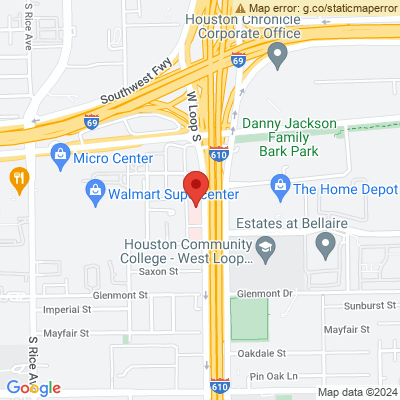 Map error: g.co/staticmaperror
S Rice Ave
Houston Chronicle
Corporate Office
69
Southwest Fwy
69
W Loop S
69
Danny Jackson
Family
Bark Park
610
Micro Center
Walmart Supercenter
The Home Depot
Estates at Bellaire
Houston Community
College - West Loop...
Saxon St
Glenmont St
Glenmont Dr
Imperial St
Sunburst St
Mayfair St
Mayfair St
S Rice Ave
Oakdale St
610
Pin Oak Ln
Google
Map data ©2024